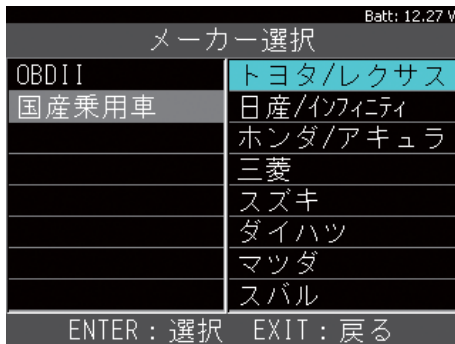 Batt: 12.27 V
メーカー選択
OBDII
国産乗用車
トヨタ/レクサス
日産/インフィニティ
ホンダ/アキュラ
三菱
スズキ
ダイハツ
マツダ
スバル
ENTER：選択 EXIT：戻る